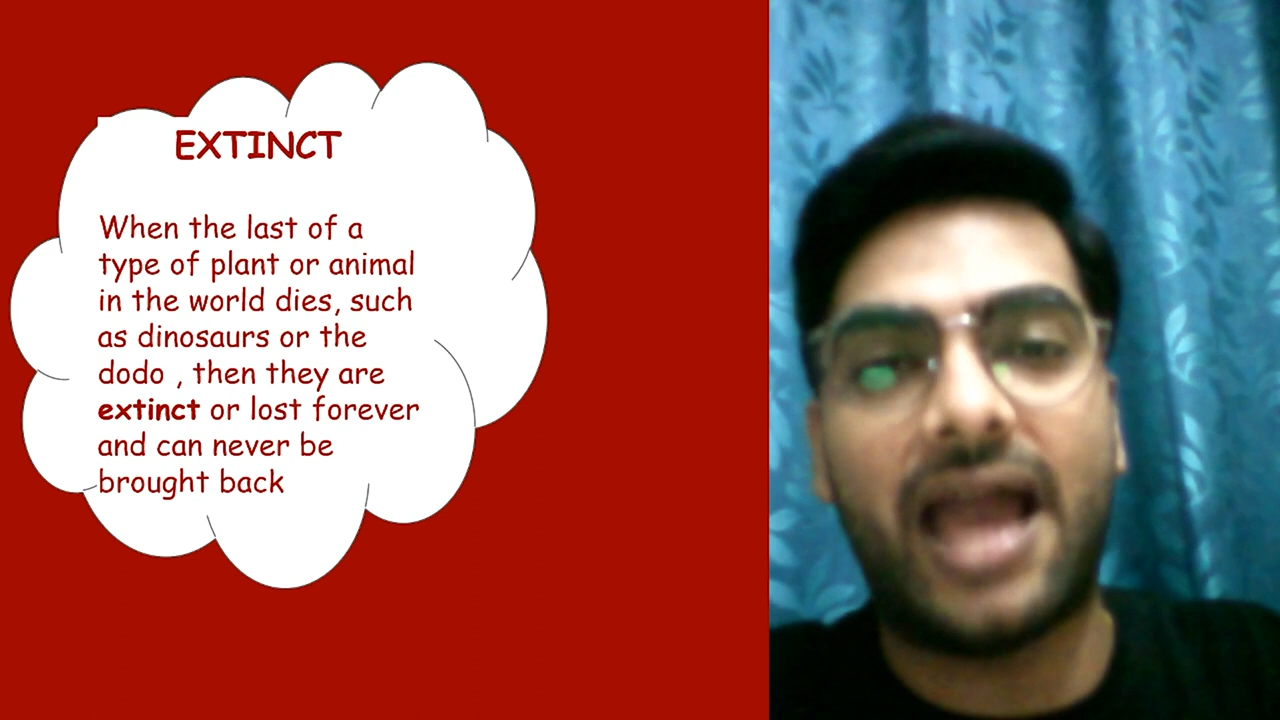 EXTINCT
When the last of a
type of plant or animal
in the world dies, such
as dinosaurs or the
dodo , then they are
extinct or lost forever
and can never be
brought back